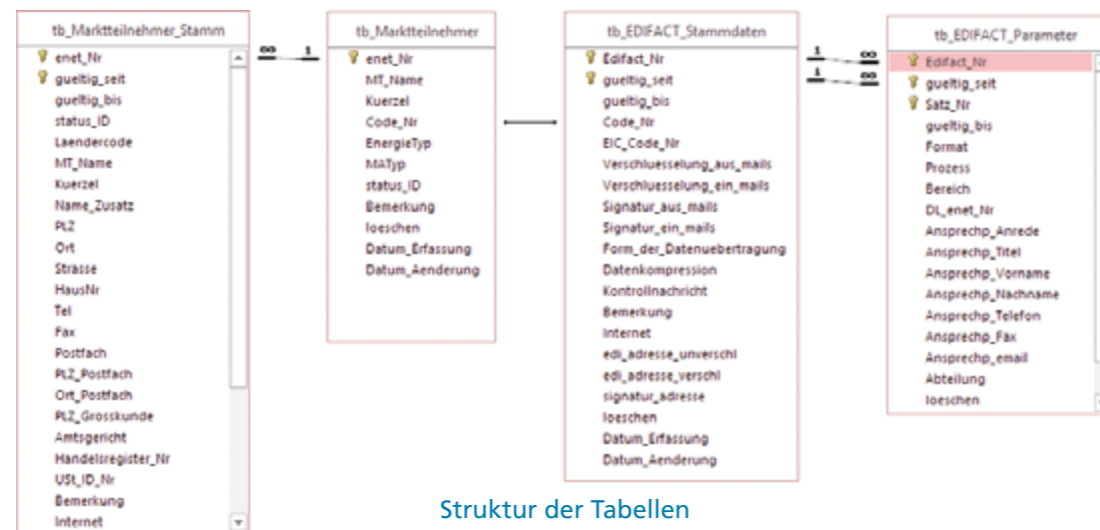 tb_Marktteilnehmer_Stamm
enet_Nr
gueltig_seit
gueltig_bis
status_ID
Laendercode
MT_Name
Kuerzel
Name_Zusatz
PLZ
Ort
Strasse
HausNr
Tel
Fax
Postfach
PLZ_Postfach
Ort_Postfach
PLZ_Grosskunde
Amtsgericht
Handelsregister_Nr
USt_ID_Nr
Bemerkung
Internet
∞ 1
tb_Marktteilnehmer
enet_Nr
MT_Name
Kuerzel
Code_Nr
EnergieTyp
MATyp
status_ID
Bemerkung
loeschen
Datum_Erfassung
Datum_Aenderung
tb_EDIFACT_Stammdaten
Edifact_Nr
gueltig_seit
gueltig_bis
Code_Nr
EIC_Code_Nr
Verschluesselung_aus_mails
Verschluesselung_ein_mails
Signatur_aus_mails
Signatur_ein_mails
Form_der_Datenuebertragung
Datenkompression
Kontrollnachricht
Bemerkung
Internet
edi_adresse_unverschl
edi_adresse_verschl
signatur_adresse
loeschen
Datum_Erfassung
Datum_Aenderung
1 ∞
1 ∞
tb_EDIFACT_Parameter
Edifact_Nr
gueltig_seit
Satz_Nr
gueltig_bis
Format
Prozess
Bereich
DL_enet_Nr
Ansprechp_Anrede
Ansprechp_Titel
Ansprechp_Vorname
Ansprechp_Nachname
Ansprechp_Telefon
Ansprechp_Fax
Ansprechp_email
Abteilung
loeschen
Struktur der Tabellen